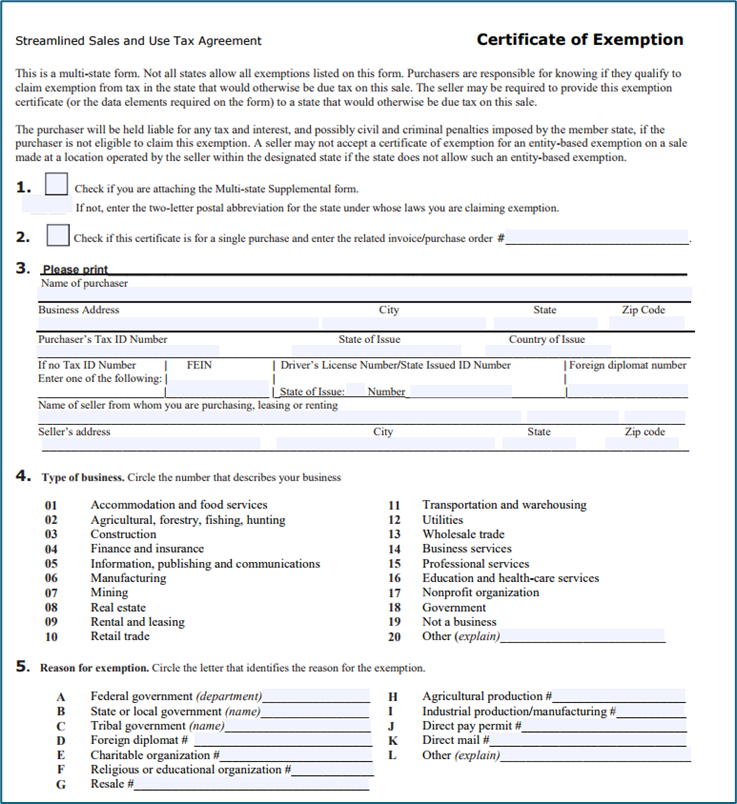 Streamlined Sales and Use Tax Agreement
Certificate of Exemption
This is a multi-state form. Not all states allow all exemptions listed on this form. Purchasers are responsible for knowing if they qualify to
claim exemption from tax in the state that would otherwise be due tax on this sale. The seller may be required to provide this exemption
certificate (or the data elements required on the form) to a state that would otherwise be due tax on this sale.
The purchaser will be held liable for any tax and interest, and possibly civil and criminal penalties imposed by the member state, if the
purchaser is not eligible to claim this exemption. A seller may not accept a certificate of exemption for an entity-based exemption on a sale
made at a location operated by the seller within the designated state if the state does not allow such an entity-based exemption.
1. Check if you are attaching the Multi-state Supplemental form.
If not, enter the two-letter postal abbreviation for the state under whose laws you are claiming exemption.
2. Check if this certificate is for a single purchase and enter the related invoice/purchase order #.
3. Please print
Name of purchaser
Business Address City State Zip Code
Purchaser's Tax ID Number State of Issue Country of Issue
If no Tax ID Number | FEIN | Driver's License Number/State Issued ID Number | Foreign diplomat number
Enter one of the following:
State of Issue: Number
Name of seller from whom you are purchasing, leasing or renting
Seller's address City State Zip code
4. Type of business. Circle the number that describes your business
01 Accommodation and food services
02 Agricultural, forestry, fishing, hunting
03 Construction
04 Finance and insurance
05 Information, publishing and communications
06 Manufacturing
07 Mining
08 Real estate
09 Rental and leasing
10 Retail trade
11 Transportation and warehousing
12 Utilities
13 Wholesale trade
14 Business services
15 Professional services
16 Education and health-care services
17 Nonprofit organization
18 Government
19 Not a business
20 Other (explain)
5. Reason for exemption. Circle the letter that identifies the reason for the exemption.
A Federal government (department)
B State or local government (name)
C Tribal government (name)
D Foreign diplomat #
E Charitable organization #
F Religious or educational organization #
G Resale #
H Agricultural production #
I Industrial production/manufacturing #
J Direct pay permit #
K Direct mail #
L Other (explain)